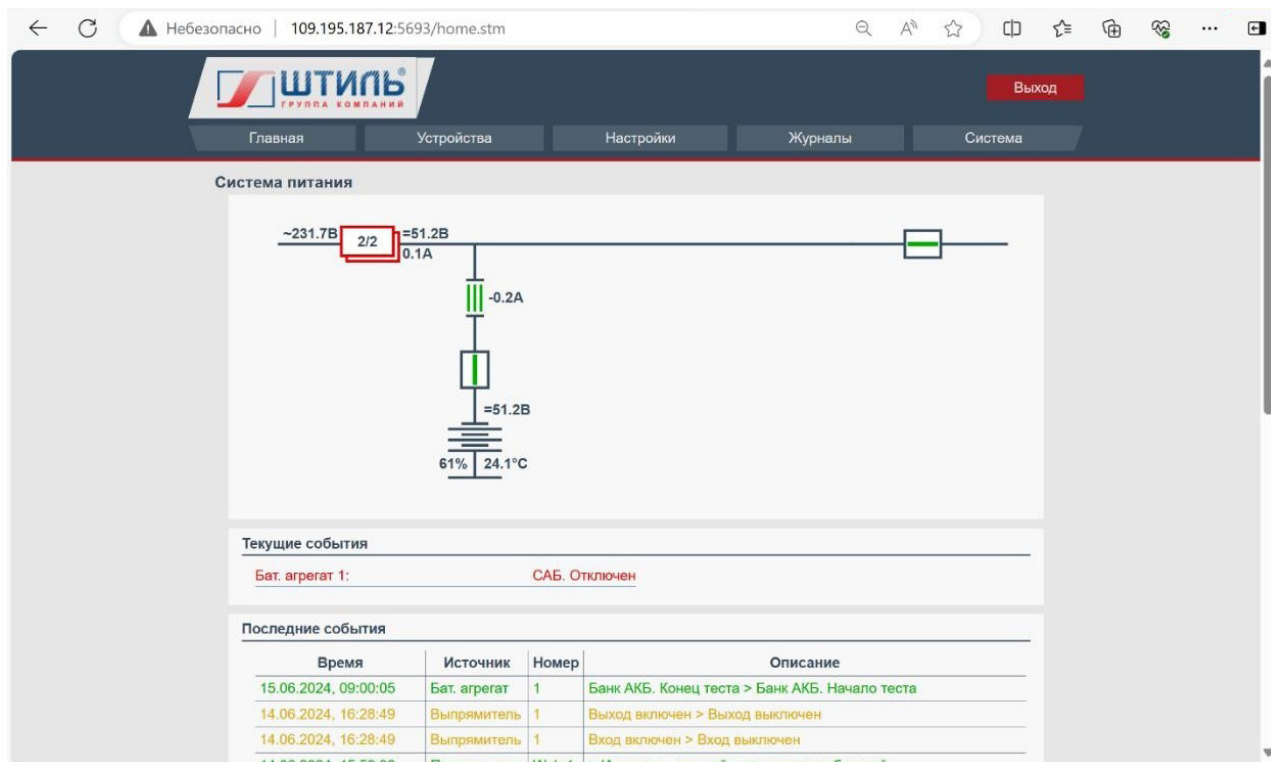 Небезопасно | 109.195.187.12:5693/home.stm
ШТИЛЬ®
ГРУППА КОМПАНИЙ
Выход
Главная Устройства Настройки Журналы Система
Система питания
~231.7В 2/2 =51.2В
0.1А
-0.2А
=51.2В
61% 24.1°C
Текущие события
Бат. агрегат 1: САБ. Отключен
Последние события
Время Источник Номер Описание
15.06.2024, 09:00:05 Бат. агрегат 1 Банк АКБ. Конец теста > Банк АКБ. Начало теста
14.06.2024, 16:28:49 Выпрямитель 1 Выход включен > Выход выключен
14.06.2024, 16:28:49 Выпрямитель 1 Вход включен > Вход выключен